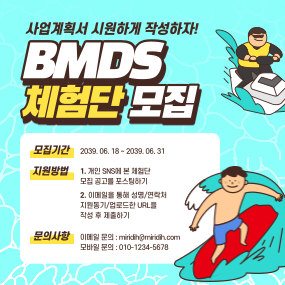 사업계획서 시원하게 작성하자!
BMDS
체험단 모집
모집기간 2039. 06. 18 ~ 2039. 06. 31
지원방법 1. 개인 SNS에 본 체험단
모집 공고를 포스팅하기
2. 이메일을 통해 성명/연락처
지원동기/업로드한 URL를
작성 후 제출하기
문의사항 이메일 문의 : miridih@miridih.com
모바일 문의 : 010-1234-5678